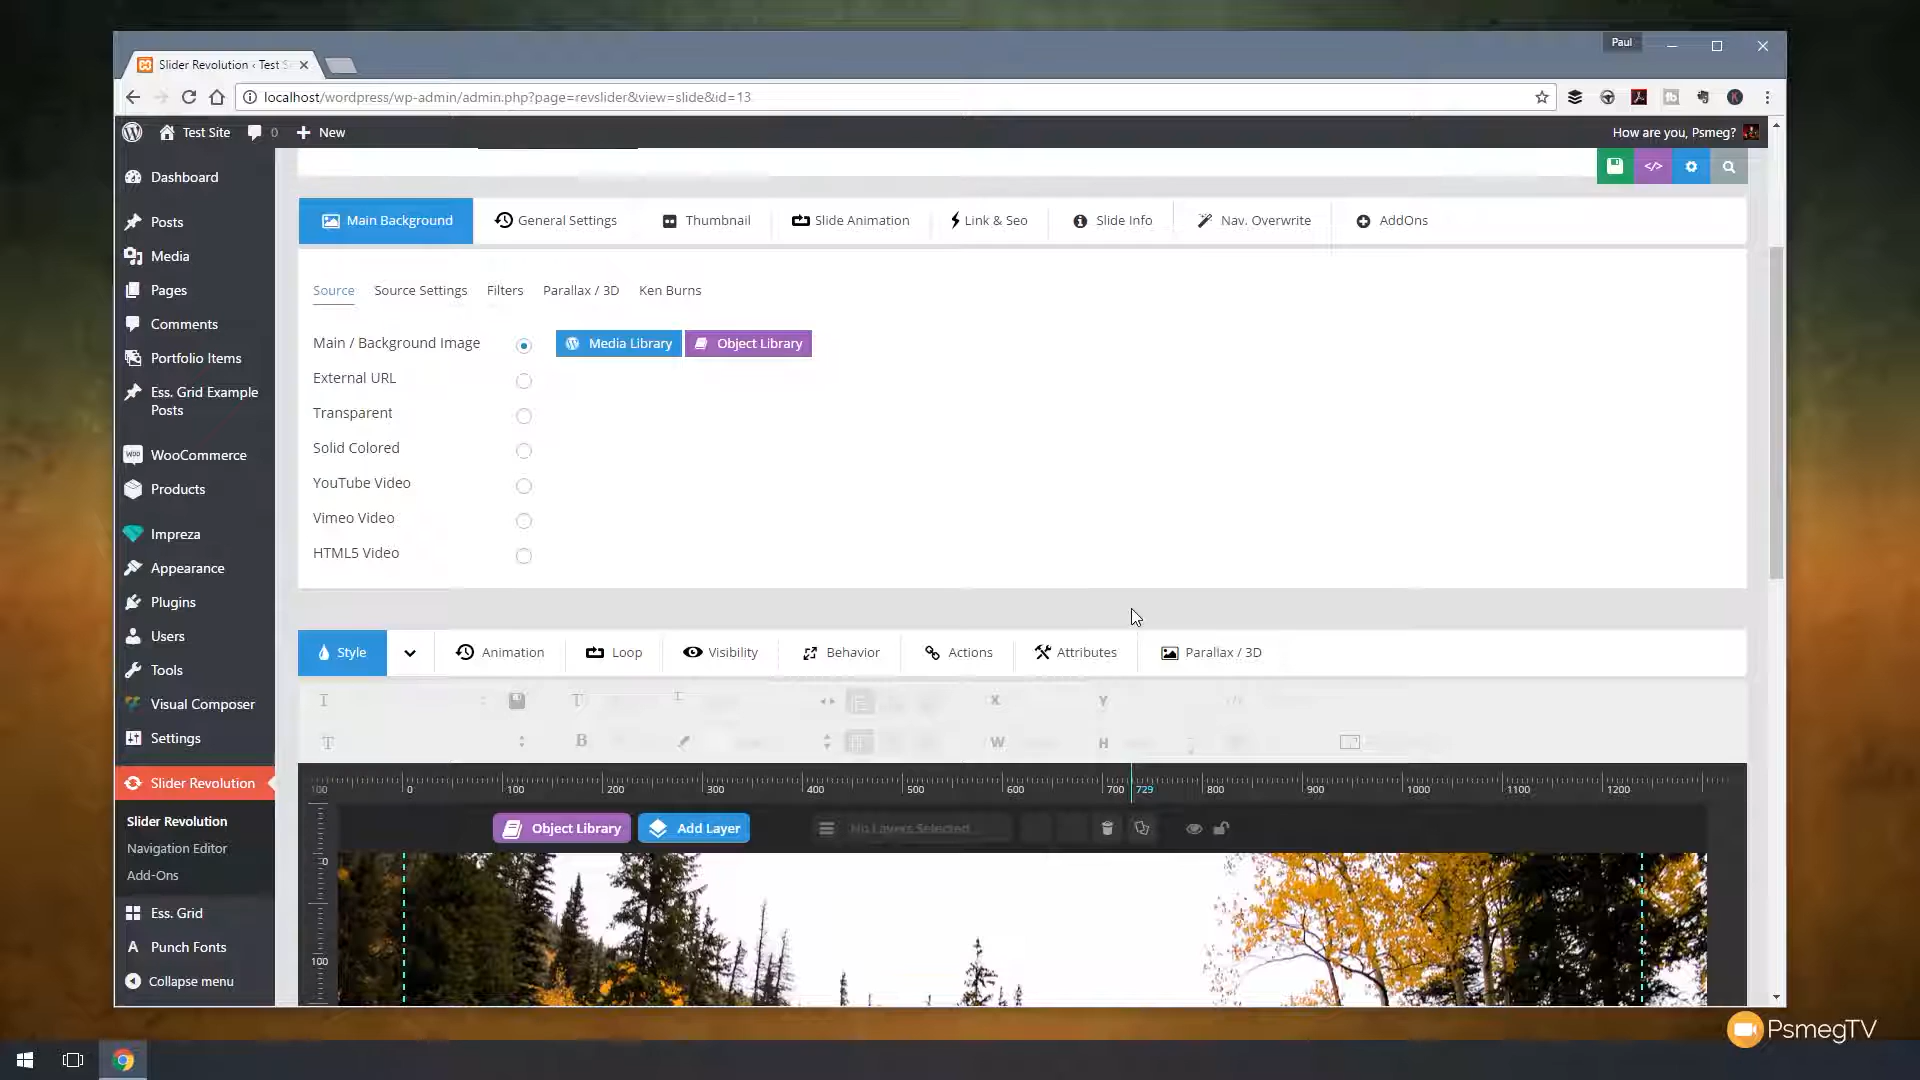 Paul
Slider Revolution ‹ Test S
localhost/wordpress/wp-admin/admin.php?page=revslider&view=slide&id=13
Test Site 0 New How are you, Psmeg?
Dashboard
Posts
Media
Pages
Comments
Portfolio Items
Ess. Grid Example
Posts
WooCommerce
Products
Impreza
Appearance
Plugins
Users
Tools
Visual Composer
Settings
Slider Revolution
Slider Revolution
Navigation Editor
Add-Ons
Ess. Grid
Punch Fonts
Collapse menu
Main Background General Settings Thumbnail Slide Animation Link & Seo Slide Info Nav. Overwrite AddOns
Source Source Settings Filters Parallax / 3D Ken Burns
Main / Background Image Media Library Object Library
External URL
Transparent
Solid Colored
YouTube Video
Vimeo Video
HTML5 Video
Style Animation Loop Visibility Behavior Actions Attributes Parallax / 3D
X Y
B W H
100 0 100 200 300 400 500 600 700 729 800 900 1000 1100 1200
Object Library Add Layer No Layers Selected...
0
100
PsmegTV